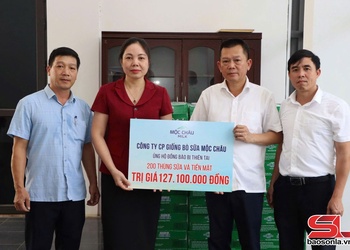 MỘC CHÂU
MILK
CÔNG TY CP GIỐNG BÒ SỮA MỘC CHÂU
ỦNG HỘ ĐỒNG BÀO BỊ THIÊN TAI
200 THÙNG SỮA VÀ TIỀN MẶT
TRỊ GIÁ 127.100.000 ĐỒNG
SL
baosonla.vn